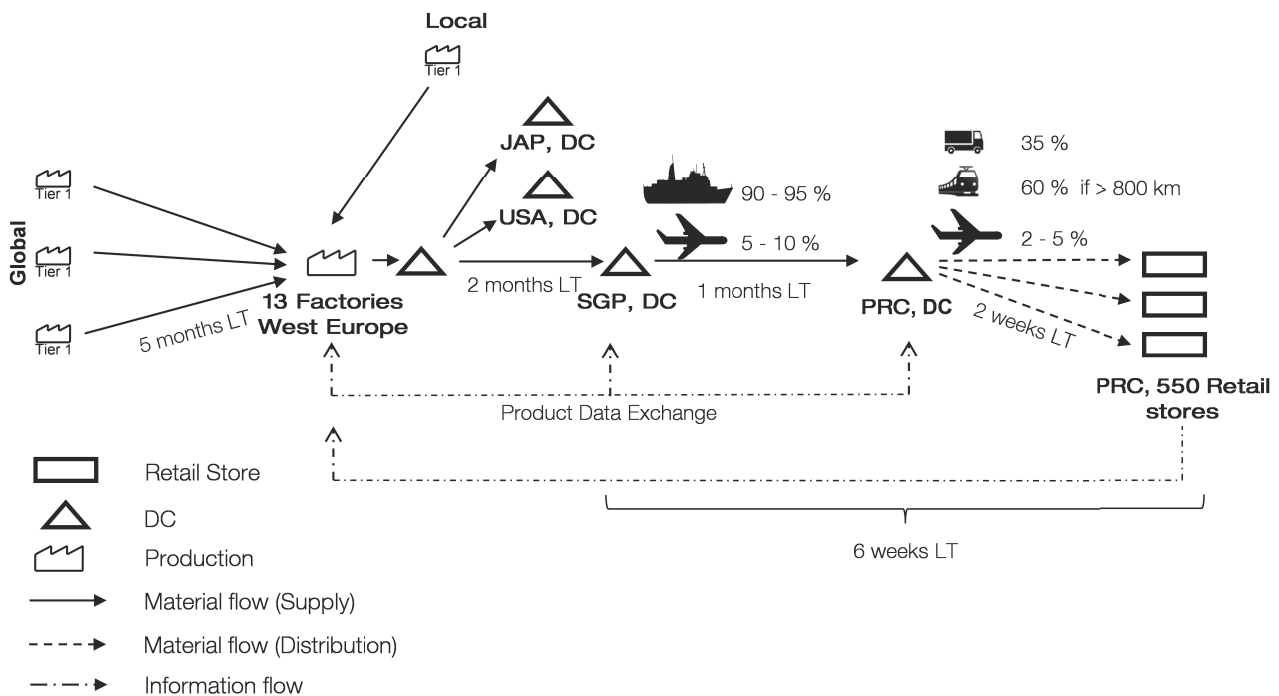 Local
Tier 1
JAP, DC
35 %
Tier 1
USA, DC
90 - 95 %
60 % if > 800 km
Global
Tier 1
5 - 10 %
2 - 5 %
13 Factories
West Europe
2 months LT
SGP, DC
1 months LT
PRC, DC
2 weeks LT
Tier 1
5 months LT
PRC, 550 Retail
stores
Product Data Exchange
Retail Store
DC
Production
6 weeks LT
Material flow (Supply)
Material flow (Distribution)
Information flow